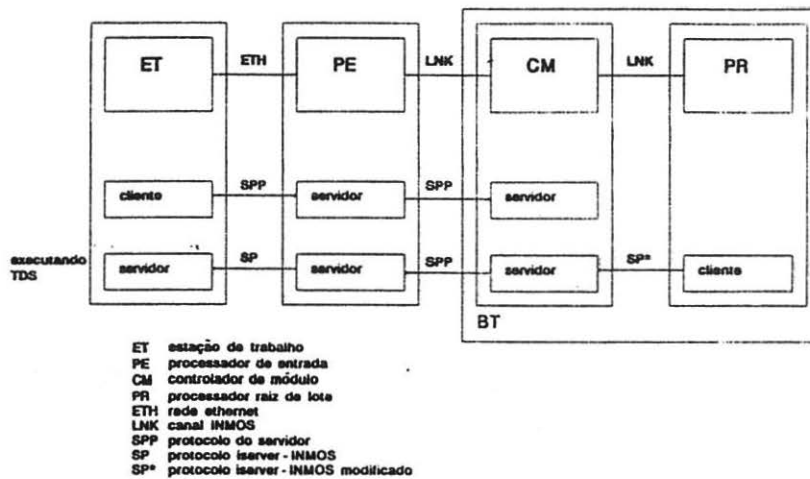 ET ETH PE LNK CM LNK PR
cliente SPP servidor SPP servidor
executando
TDS
servidor SP servidor SPP servidor SP* cliente
BT
ET estação de trabalho
PE processador de entrada
CM controlador de módulo
PR processador raiz de lote
ETH rede ethernet
LNK canal INMOS
SPP protocolo do servidor
SP protocolo iserver - INMOS
SP* protocolo iserver - INMOS modificado